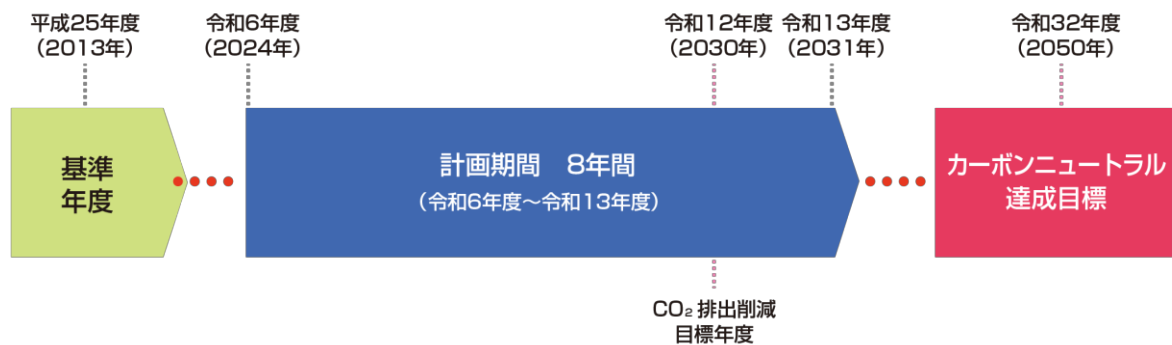 平成25年度
（2013年）
令和6年度
（2024年）
令和12年度
（2030年）
令和13年度
（2031年）
令和32年度
（2050年）
基準
年度
計画期間　8年間
（令和6年度～令和13年度）
カーボンニュートラル
達成目標
CO₂ 排出削減
目標年度